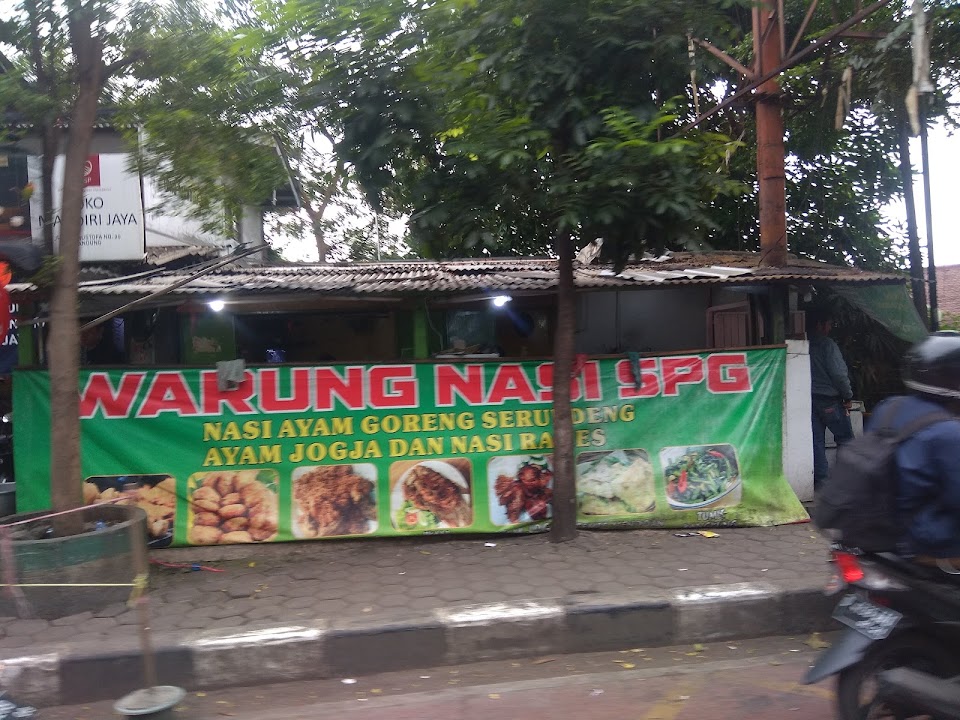 TOKO
MANDIRI JAYA
WARUNG NASI SPG
NASI AYAM GORENG SERUNDENG
AYAM JOGJA DAN NASI RAMES